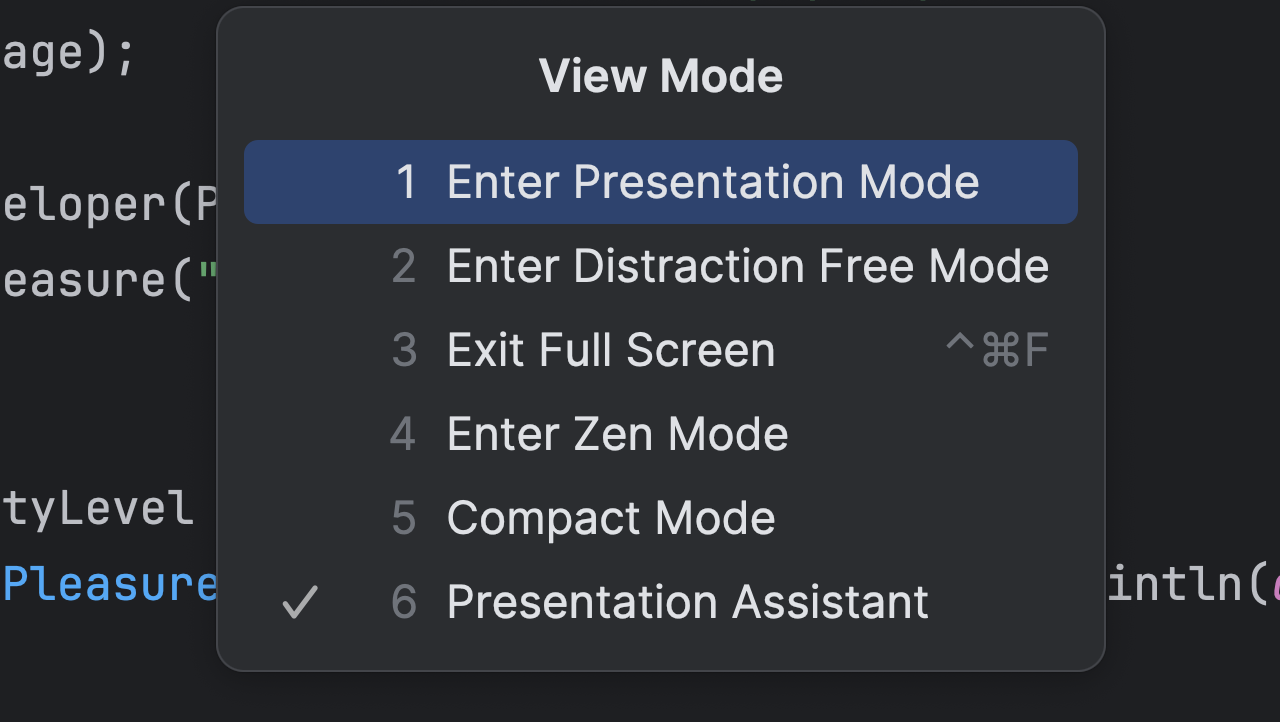 age);
View Mode
1 Enter Presentation Mode
eloper(P
2 Enter Distraction Free Mode
easure("
3 Exit Full Screen ^⌘F
4 Enter Zen Mode
tyLevel
5 Compact Mode
Pleasure
intln(
✓ 6 Presentation Assistant